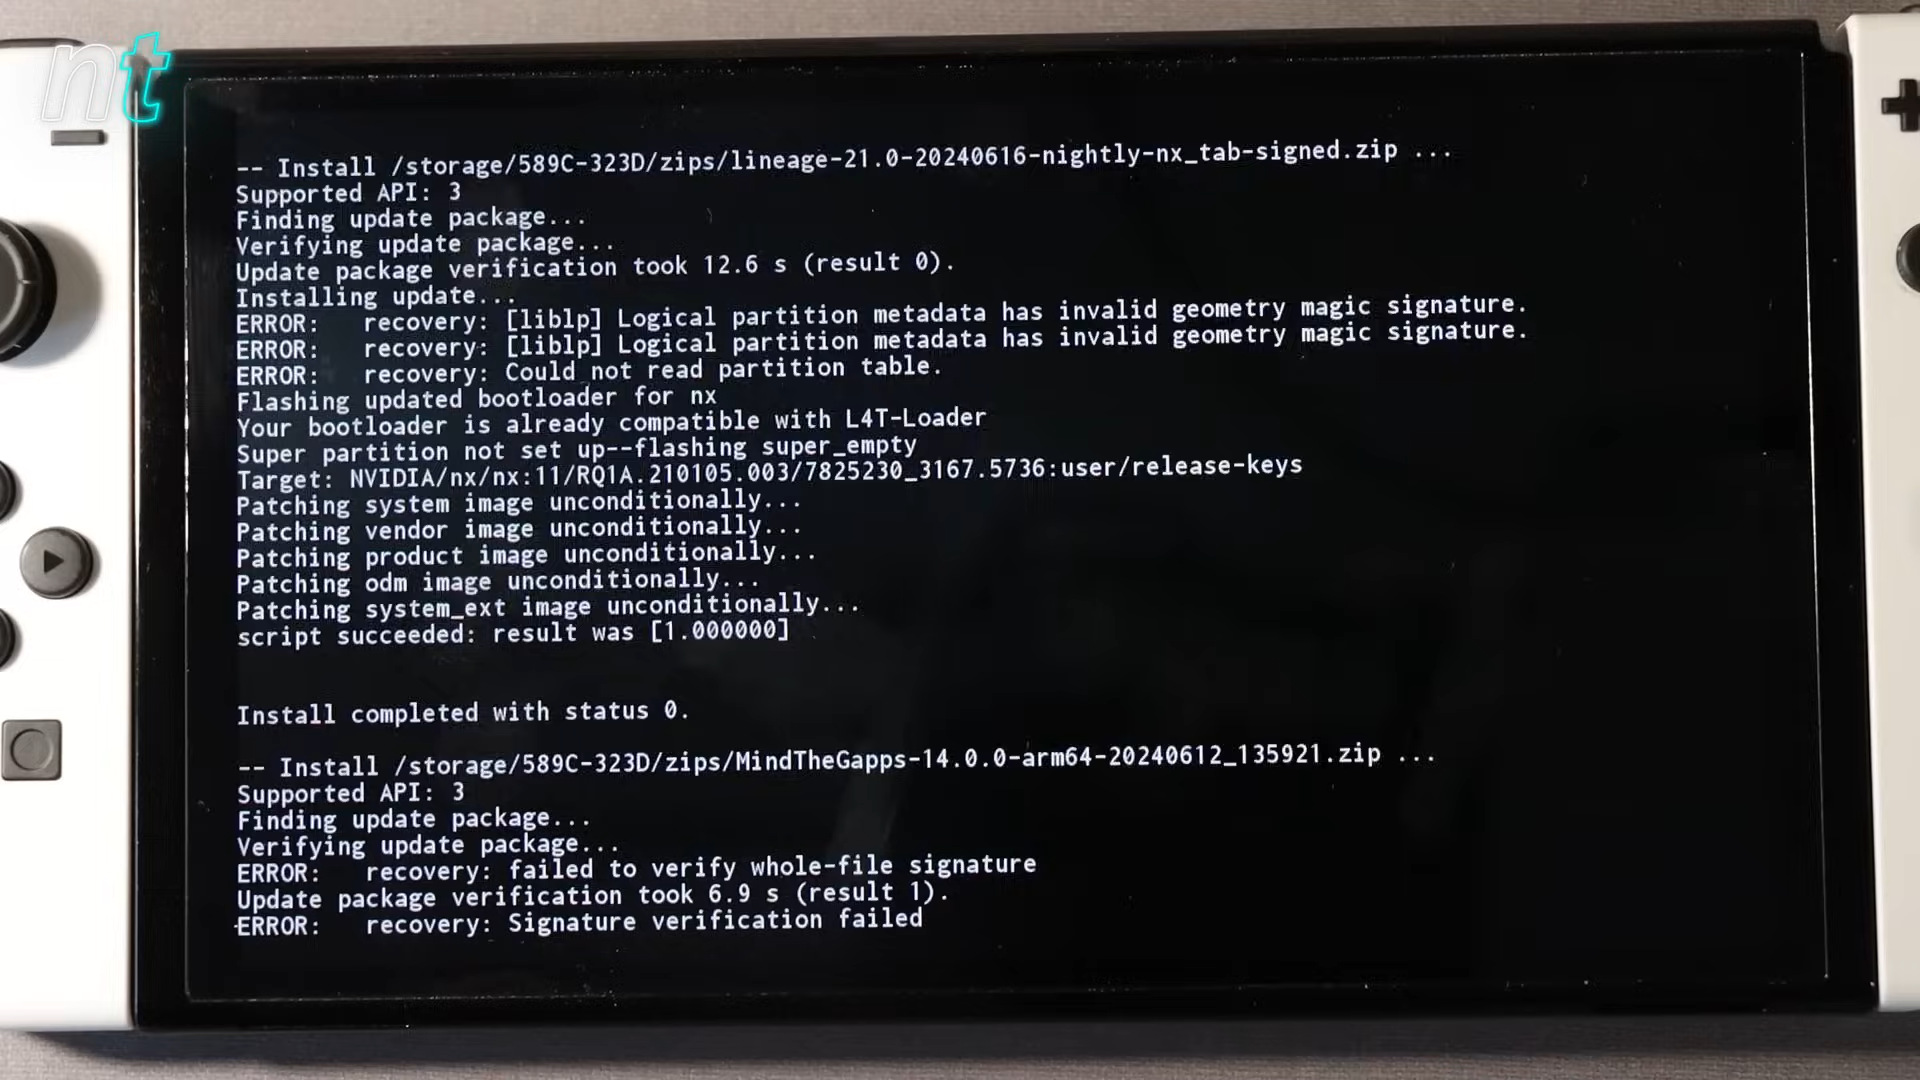 nt
-- Install /storage/589C-323D/zips/lineage-21.0-20240616-nightly-nx_tab-signed.zip ...
Supported API: 3
Finding update package...
Verifying update package...
Update package verification took 12.6 s (result 0).
Installing update...
ERROR: recovery: [liblp] Logical partition metadata has invalid geometry magic signature.
ERROR: recovery: [liblp] Logical partition metadata has invalid geometry magic signature.
ERROR: recovery: Could not read partition table.
Flashing updated bootloader for nx
Your bootloader is already compatible with L4T-Loader
Super partition not set up--flashing super_empty
Target: NVIDIA/nx/nx:11/RQ1A.210105.003/7825230_3167.5736:user/release-keys
Patching system image unconditionally...
Patching vendor image unconditionally...
Patching product image unconditionally...
Patching odm image unconditionally...
Patching system_ext image unconditionally...
script succeeded: result was [1.000000]
Install completed with status 0.
-- Install /storage/589C-323D/zips/MindTheGapps-14.0.0-arm64-20240612_135921.zip ...
Supported API: 3
Finding update package...
Verifying update package...
ERROR: recovery: failed to verify whole-file signature
Update package verification took 6.9 s (result 1).
ERROR: recovery: Signature verification failed